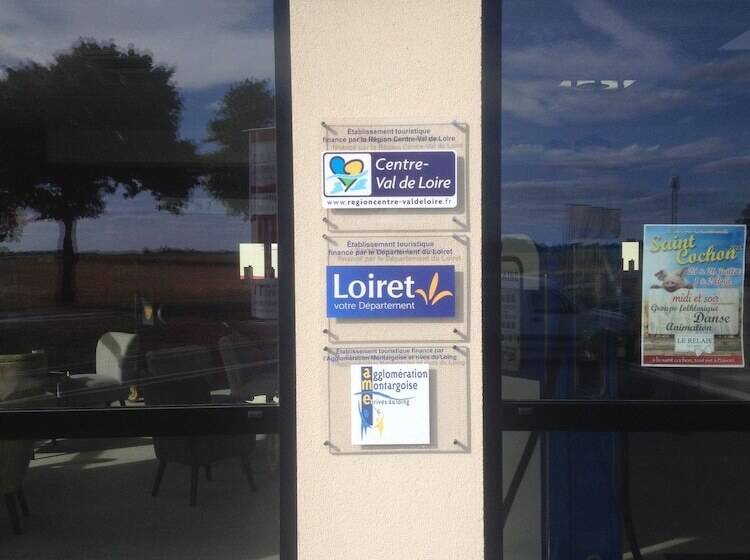 Établissement touristique
financé par la Région Centre-Val de Loire
Centre-
Val de Loire
www.regioncentre-valdeloire.fr
Établissement touristique
financé par le Département du Loiret
Loiret
votre Département
Établissement touristique financé par
l'Agglomération Montargoise et rives du Loing
agglomération
montargoise
et rives du loing
Saint
Cochon
midi et soir
Groupe folklorique
Danse
Animation
LE RELAIS